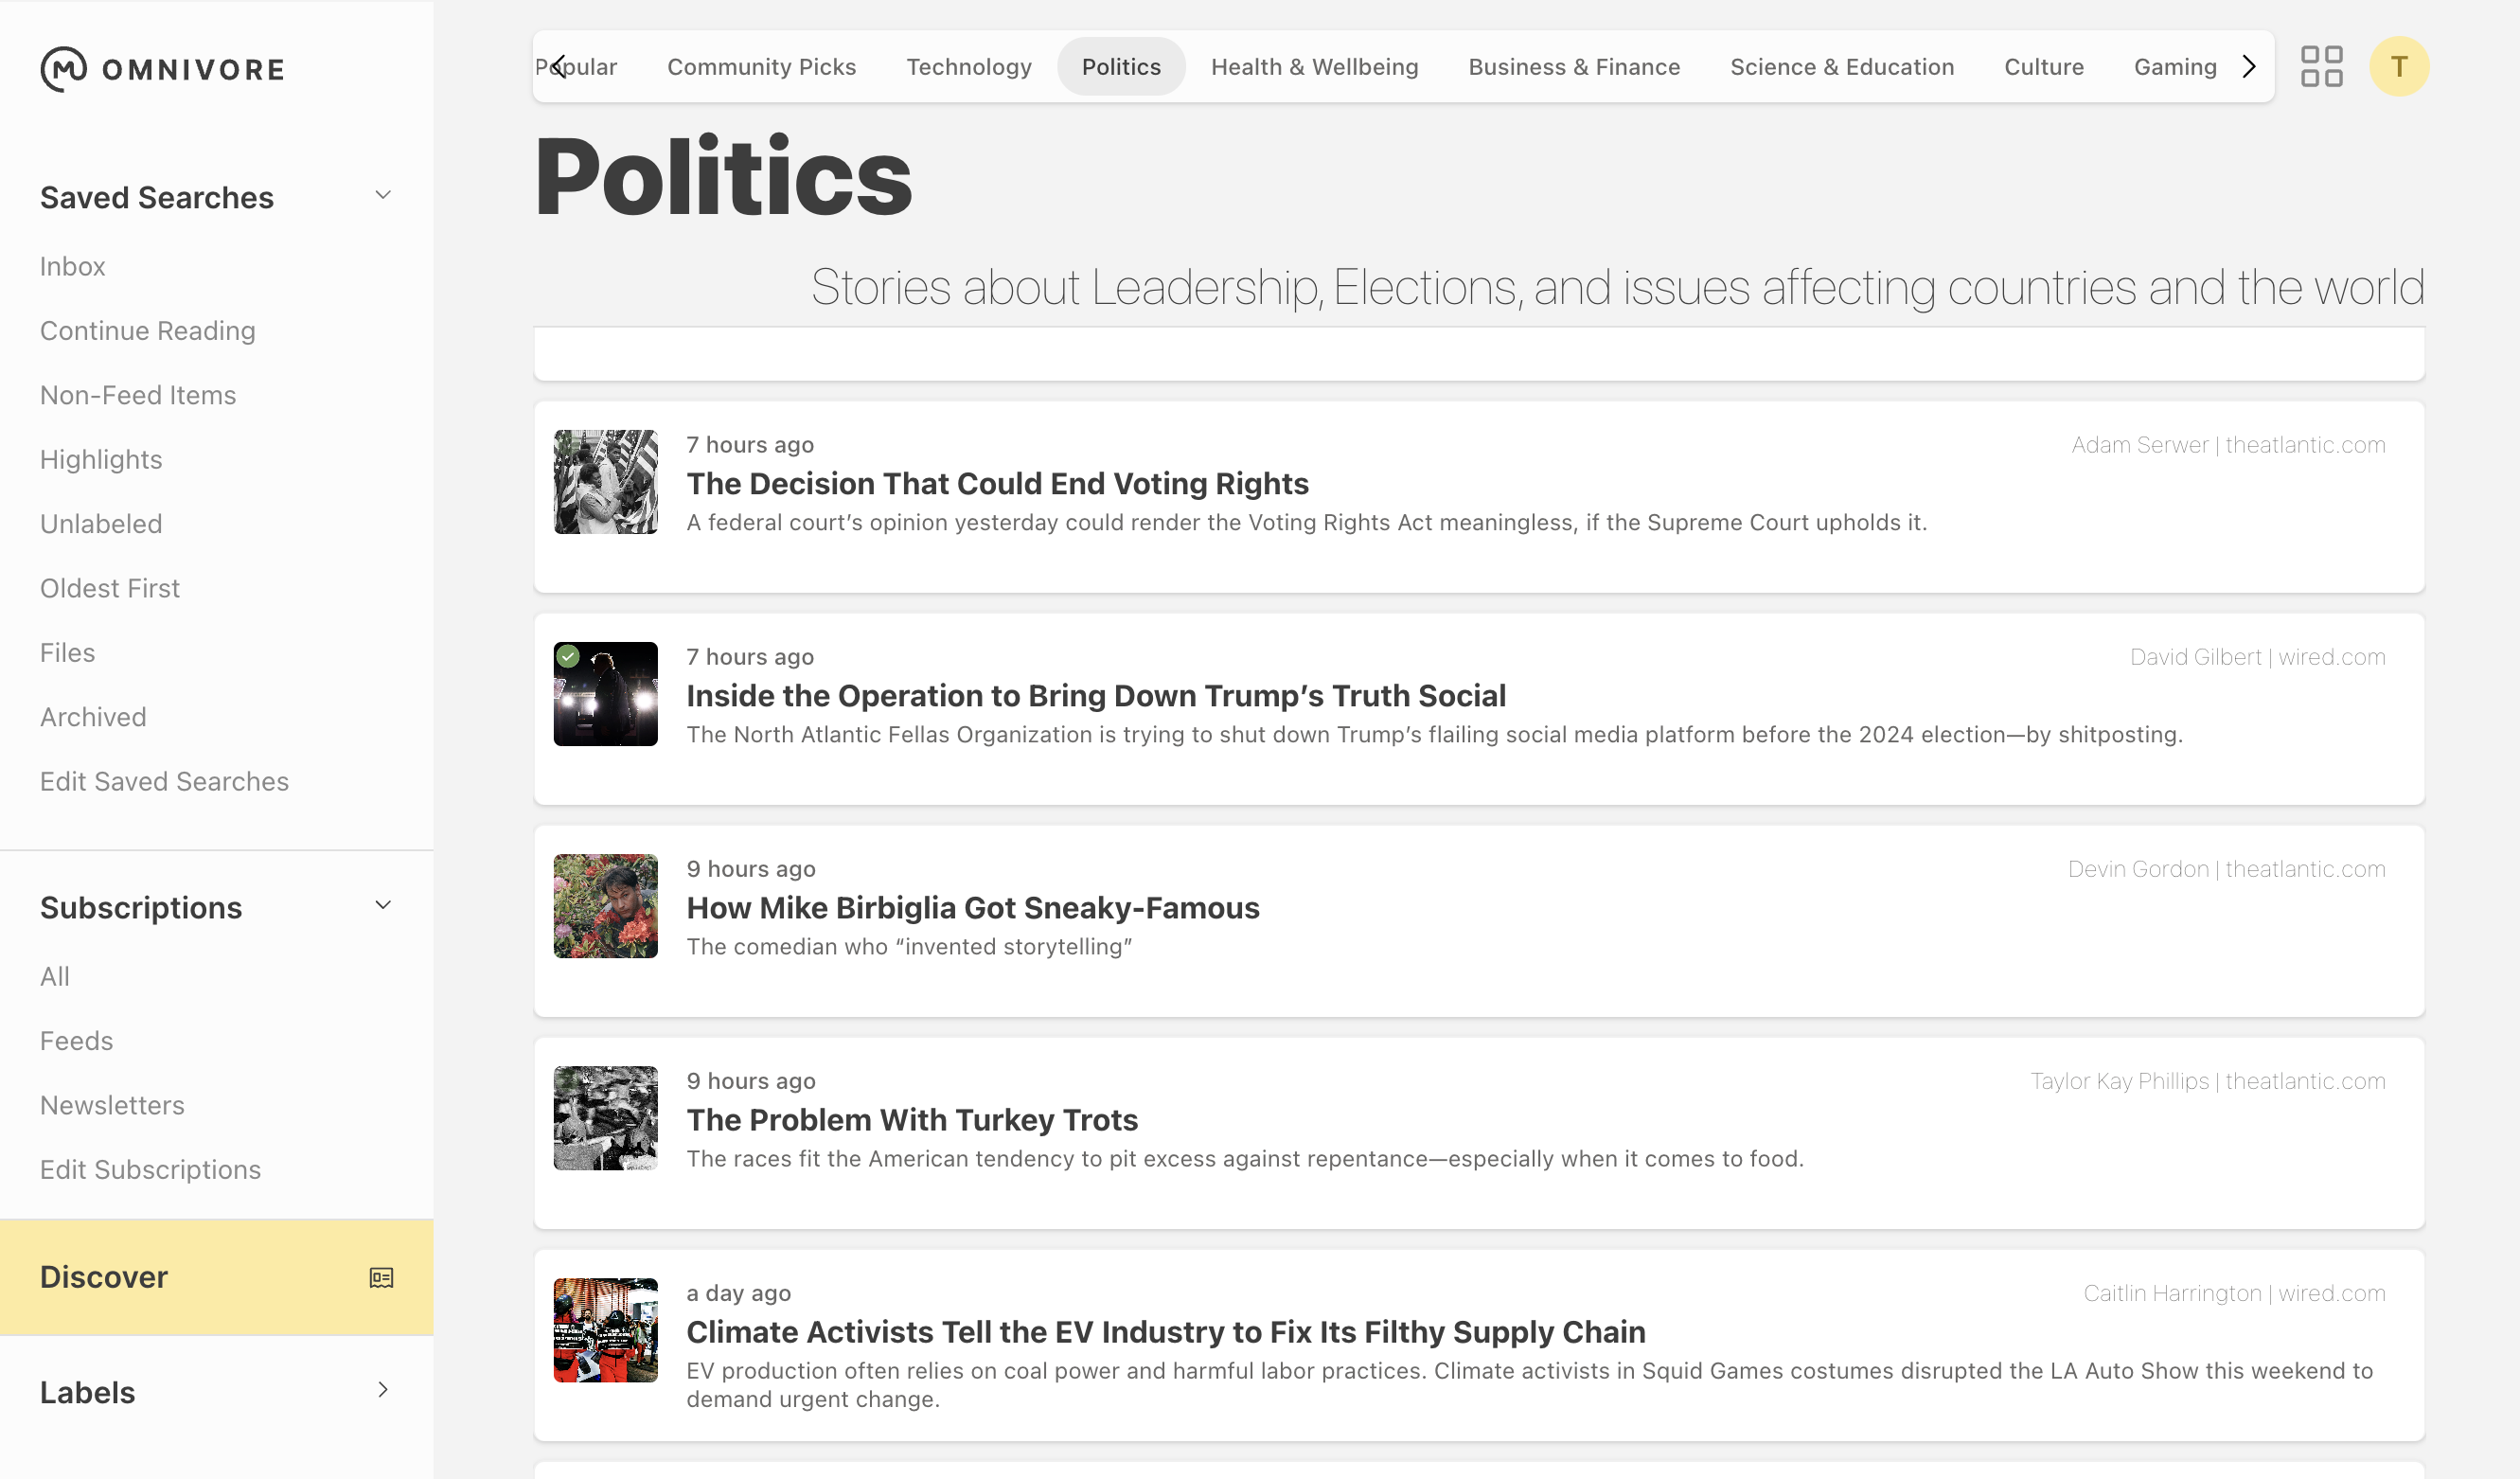 OMNIVORE
Saved Searches
Inbox
Continue Reading
Non-Feed Items
Highlights
Unlabeled
Oldest First
Files
Archived
Edit Saved Searches
Subscriptions
All
Feeds
Newsletters
Edit Subscriptions
Discover
Labels
Popular Community Picks Technology Politics Health & Wellbeing Business & Finance Science & Education Culture Gaming
T
Politics
Stories about Leadership, Elections, and issues affecting countries and the world
7 hours ago
Adam Serwer | theatlantic.com
The Decision That Could End Voting Rights
A federal court’s opinion yesterday could render the Voting Rights Act meaningless, if the Supreme Court upholds it.
7 hours ago
David Gilbert | wired.com
Inside the Operation to Bring Down Trump’s Truth Social
The North Atlantic Fellas Organization is trying to shut down Trump’s flailing social media platform before the 2024 election—by shitposting.
9 hours ago
Devin Gordon | theatlantic.com
How Mike Birbiglia Got Sneaky-Famous
The comedian who “invented storytelling”
9 hours ago
Taylor Kay Phillips | theatlantic.com
The Problem With Turkey Trots
The races fit the American tendency to pit excess against repentance—especially when it comes to food.
a day ago
Caitlin Harrington | wired.com
Climate Activists Tell the EV Industry to Fix Its Filthy Supply Chain
EV production often relies on coal power and harmful labor practices. Climate activists in Squid Games costumes disrupted the LA Auto Show this weekend to
demand urgent change.